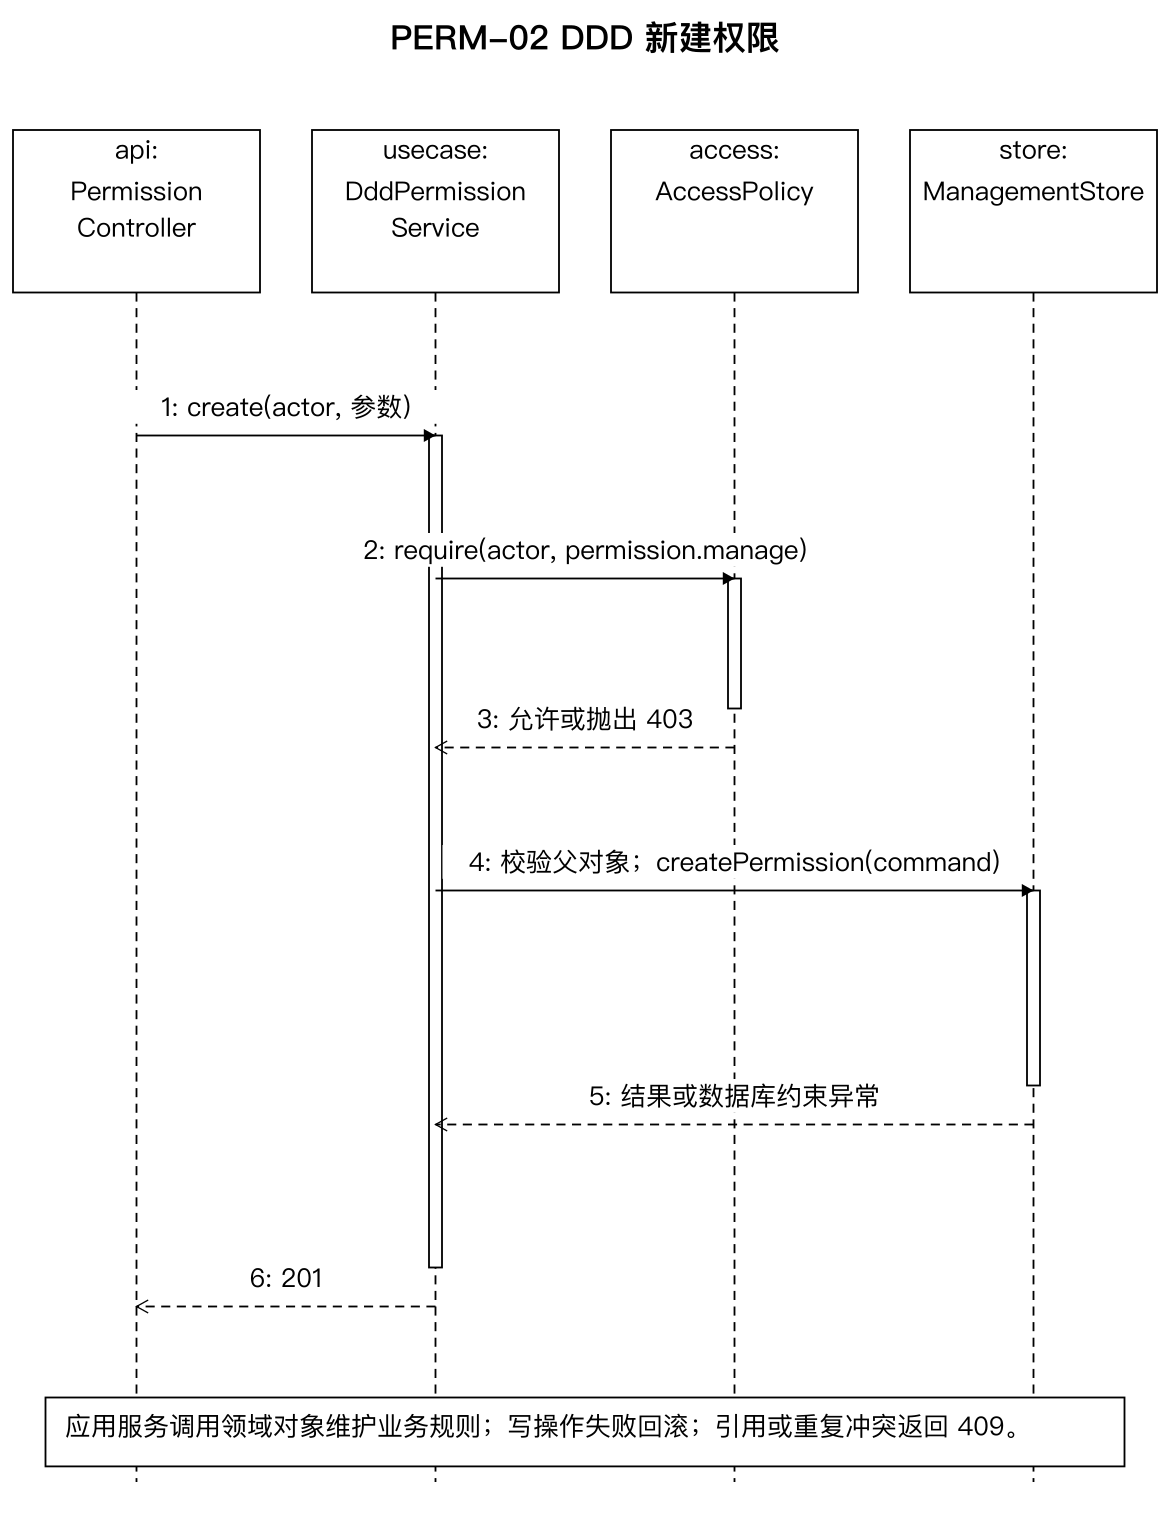 PERM–02 DDD 新建权限
api:
Permission
Controller
usecase:
DddPermission
Service
access:
AccessPolicy
store:
ManagementStore
1: create(actor, 参数)
2: require(actor, permission.manage)
3: 允许或抛出 403
4: 校验父对象；createPermission(command)
5: 结果或数据库约束异常
6: 201
应用服务调用领域对象维护业务规则；写操作失败回滚；引用或重复冲突返回 409。